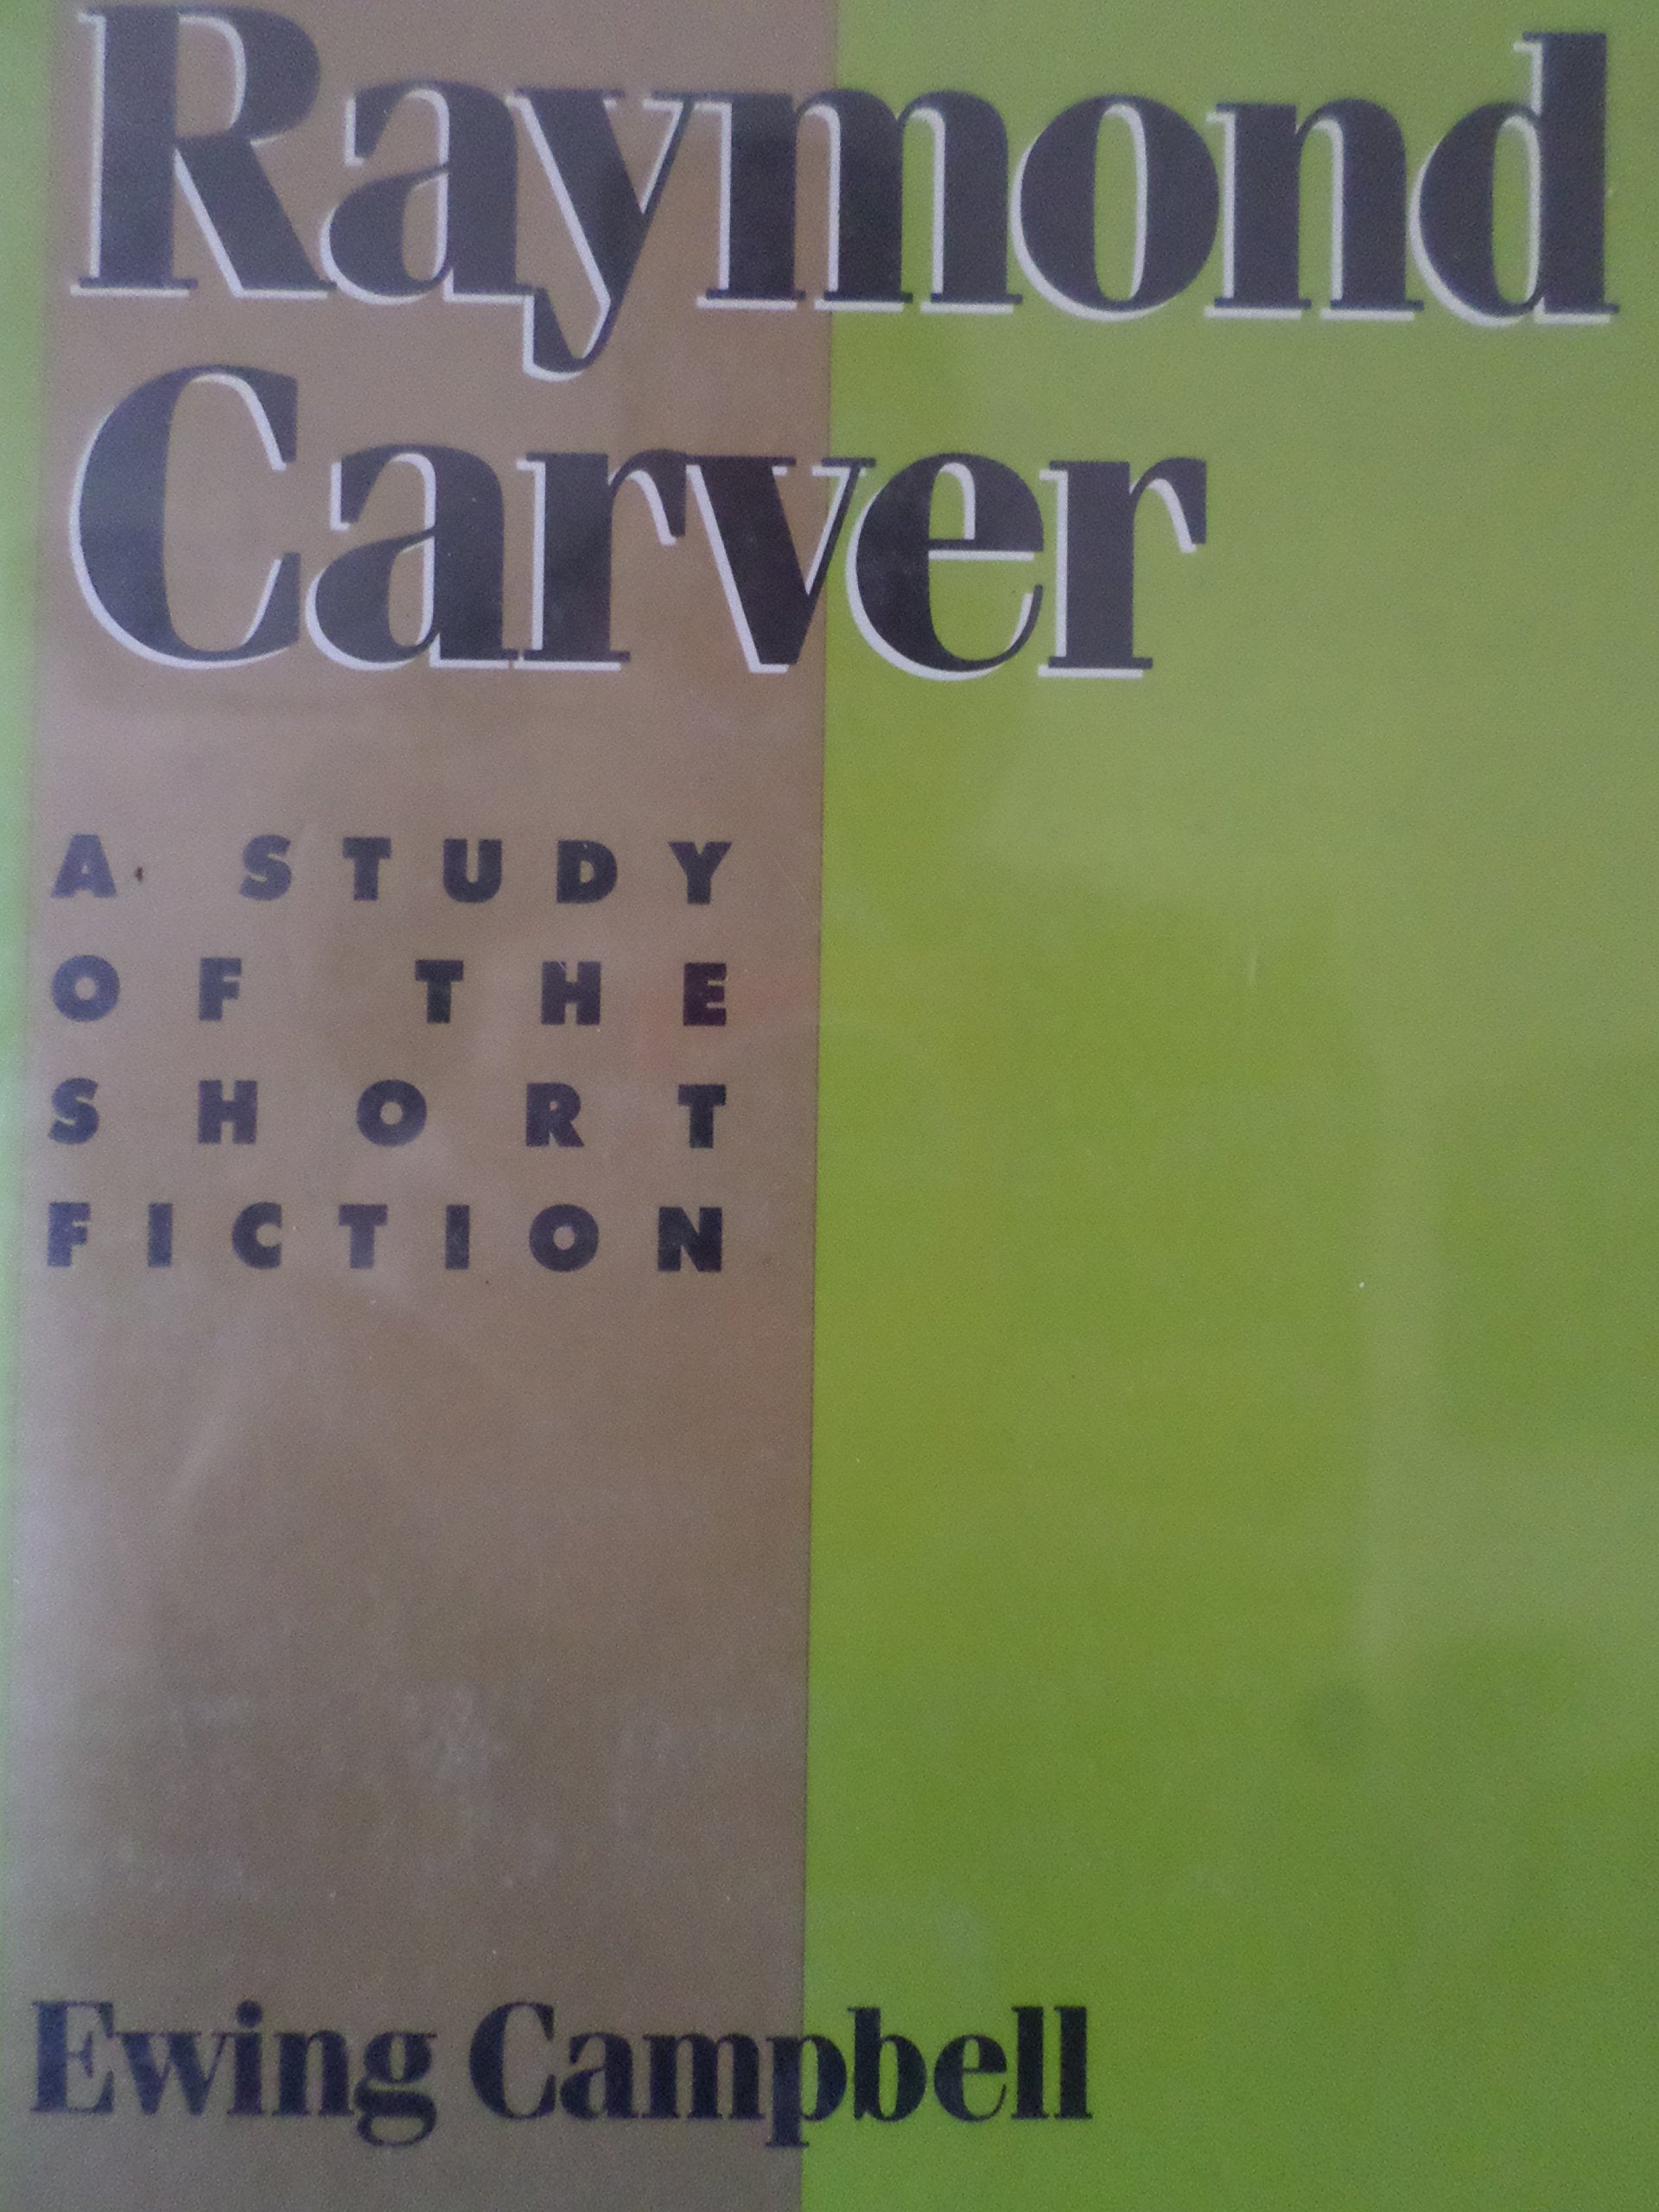 Raymond
Carver
A STUDY
OF THE
SHORT
FICTION
Ewing Campbell